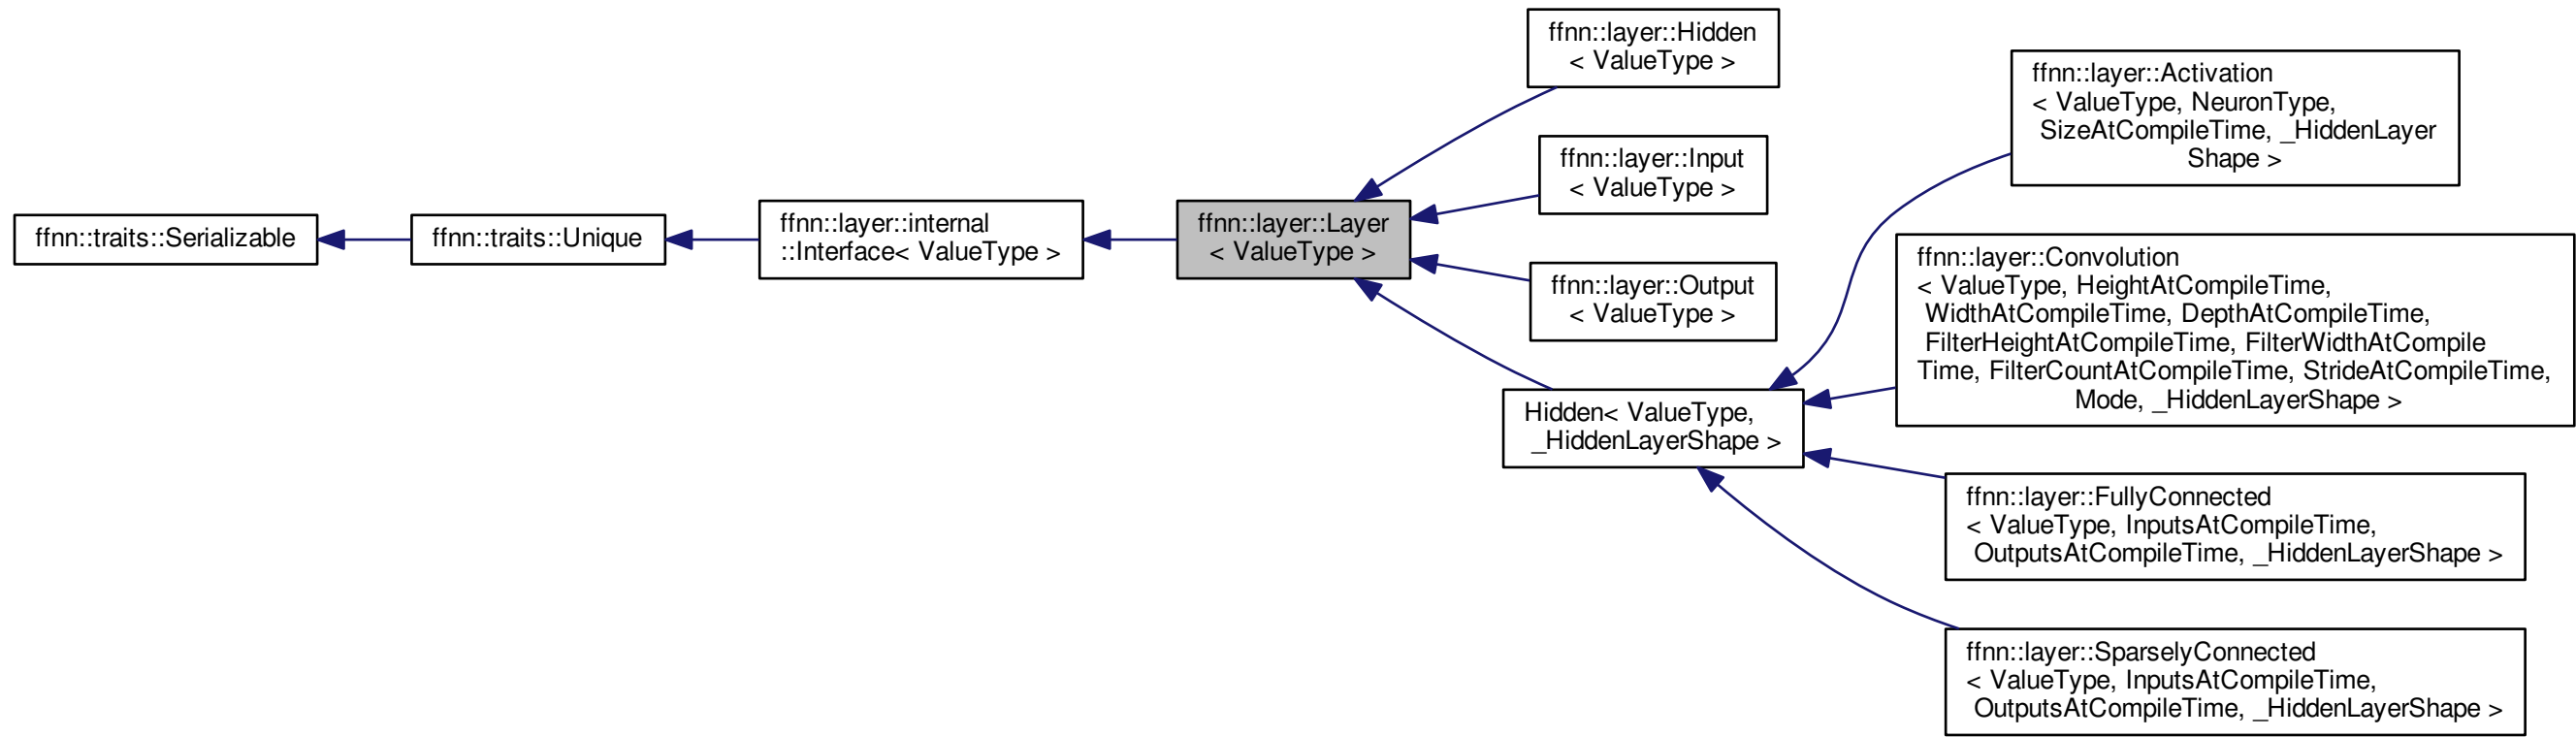 ffnn::traits::Serializable
ffnn::traits::Unique
ffnn::layer::internal
::Interface< ValueType >
ffnn::layer::Layer
< ValueType >
ffnn::layer::Hidden
< ValueType >
ffnn::layer::Input
< ValueType >
ffnn::layer::Output
< ValueType >
Hidden< ValueType,
_HiddenLayerShape >
ffnn::layer::Activation
< ValueType, NeuronType,
SizeAtCompileTime, _HiddenLayer
Shape >
ffnn::layer::Convolution
< ValueType, HeightAtCompileTime,
WidthAtCompileTime, DepthAtCompileTime,
FilterHeightAtCompileTime, FilterWidthAtCompile
Time, FilterCountAtCompileTime, StrideAtCompileTime,
Mode, _HiddenLayerShape >
ffnn::layer::FullyConnected
< ValueType, InputsAtCompileTime,
OutputsAtCompileTime, _HiddenLayerShape >
ffnn::layer::SparselyConnected
< ValueType, InputsAtCompileTime,
OutputsAtCompileTime, _HiddenLayerShape >